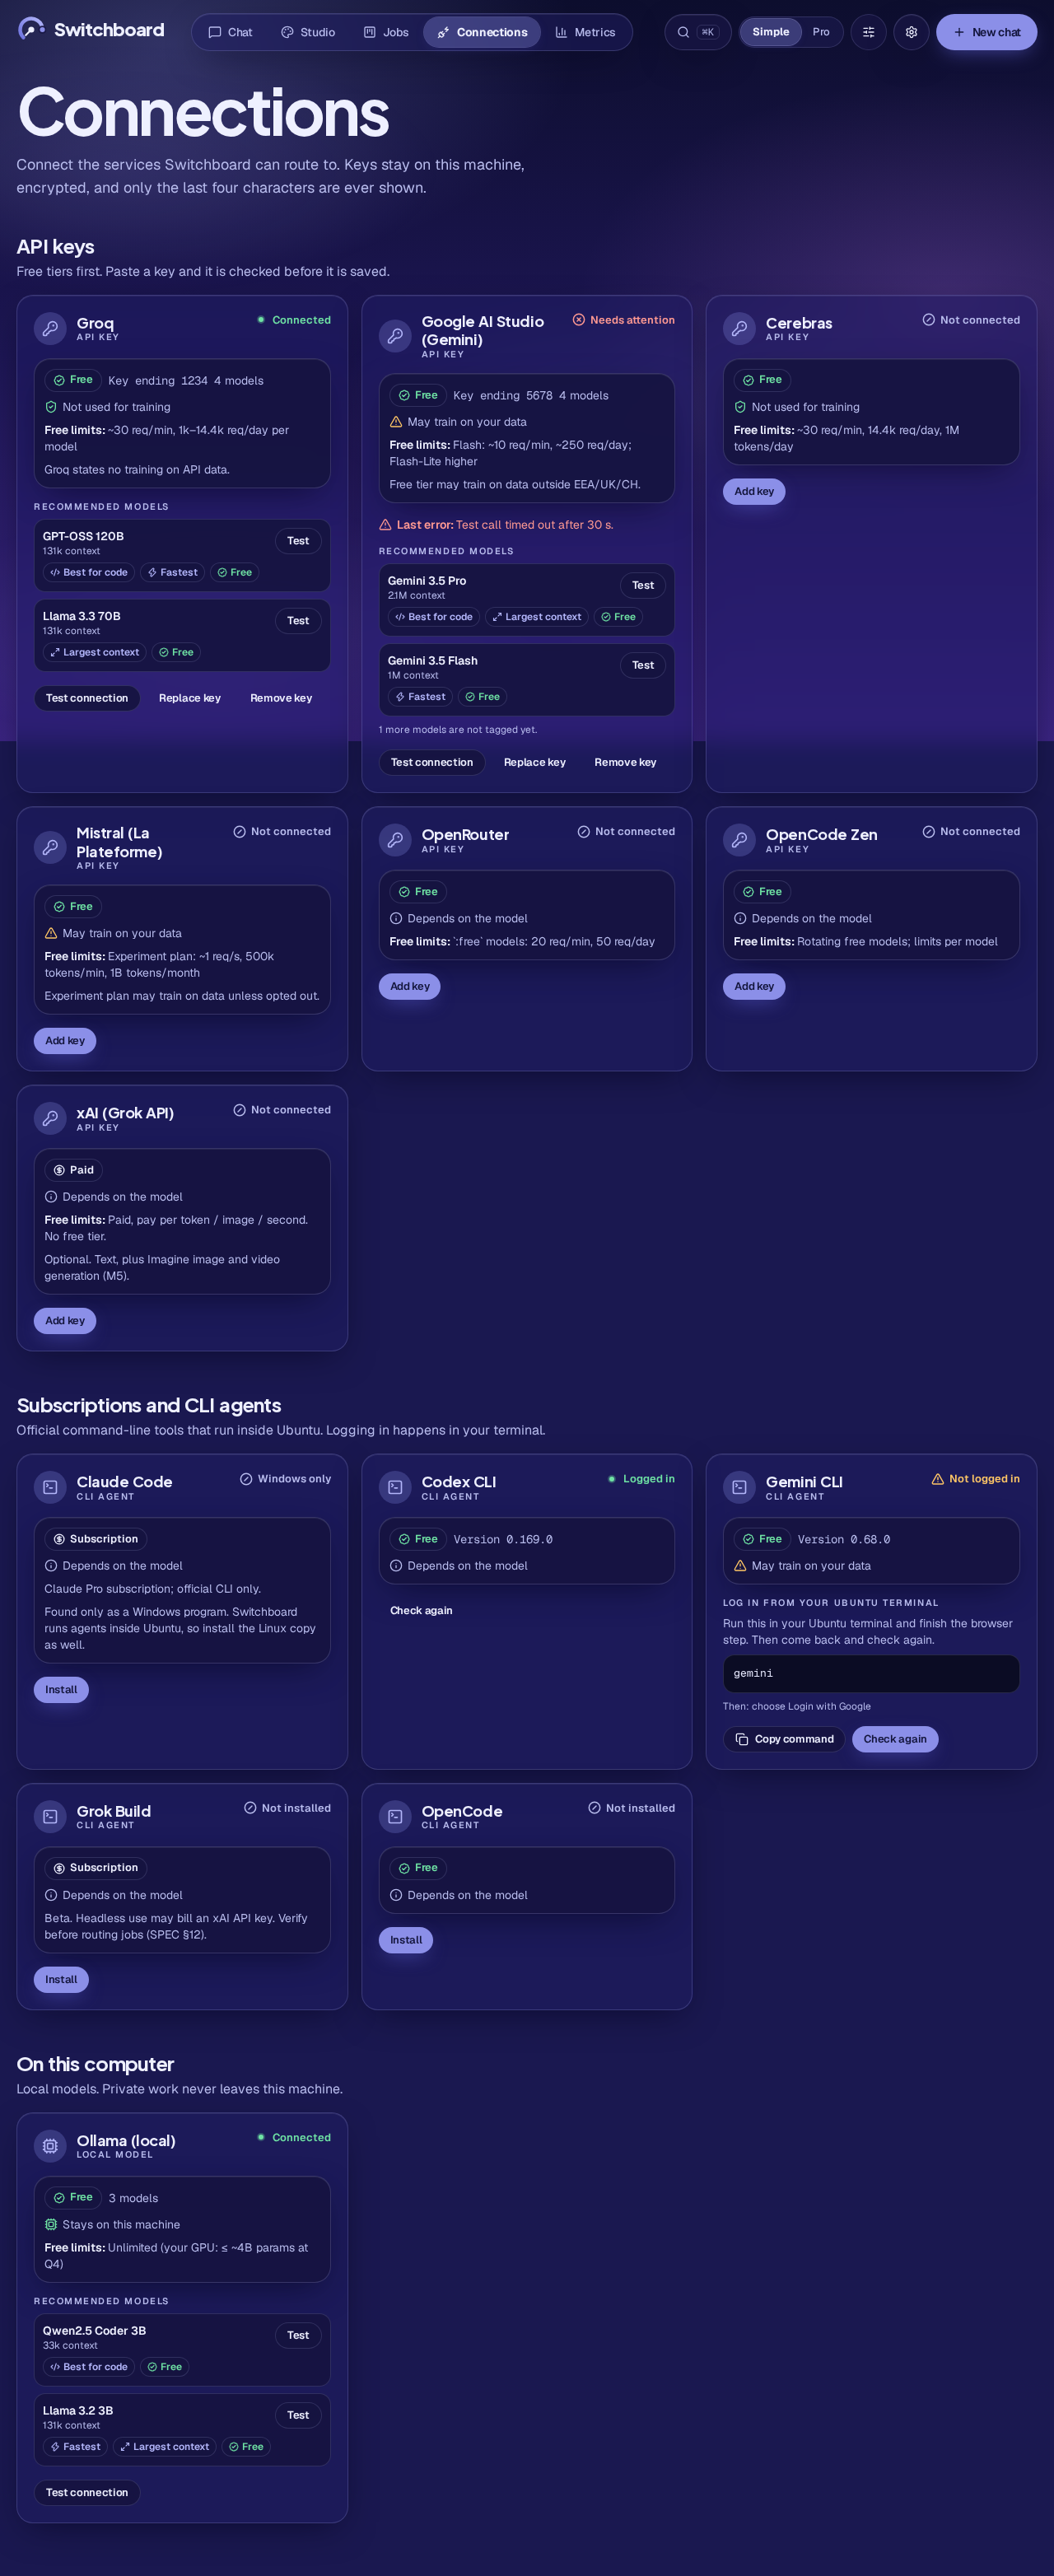 Switchboard
Chat
Studio
Jobs
Connections
Metrics
⌘K
Simple
Pro
New chat
Connections
Connect the services Switchboard can route to. Keys stay on this machine,
encrypted, and only the last four characters are ever shown.
API keys
Free tiers first. Paste a key and it is checked before it is saved.
Groq
API KEY
Connected
Free Key ending 1234 4 models
Not used for training
Free limits: ~30 req/min, 1k–14.4k req/day per
model
Groq states no training on API data.
RECOMMENDED MODELS
GPT-OSS 120B
131k context
Test
Best for code Fastest Free
Llama 3.3 70B
131k context
Test
Largest context Free
Test connection Replace key Remove key
Google AI Studio
(Gemini)
API KEY
Needs attention
Free Key ending 5678 4 models
May train on your data
Free limits: Flash: ~10 req/min, ~250 req/day;
Flash-Lite higher
Free tier may train on data outside EEA/UK/CH.
Last error: Test call timed out after 30 s.
RECOMMENDED MODELS
Gemini 3.5 Pro
2.1M context
Test
Best for code Largest context Free
Gemini 3.5 Flash
1M context
Test
Fastest Free
1 more models are not tagged yet.
Test connection Replace key Remove key
Cerebras
API KEY
Not connected
Free
Not used for training
Free limits: ~30 req/min, 14.4k req/day, 1M
tokens/day
Add key
Mistral (La
Plateforme)
API KEY
Not connected
Free
May train on your data
Free limits: Experiment plan: ~1 req/s, 500k
tokens/min, 1B tokens/month
Experiment plan may train on data unless opted out.
Add key
OpenRouter
API KEY
Not connected
Free
Depends on the model
Free limits: `:free` models: 20 req/min, 50 req/day
Add key
OpenCode Zen
API KEY
Not connected
Free
Depends on the model
Free limits: Rotating free models; limits per model
Add key
xAI (Grok API)
API KEY
Not connected
Paid
Depends on the model
Free limits: Paid, pay per token / image / second.
No free tier.
Optional. Text, plus Imagine image and video
generation (M5).
Add key
Subscriptions and CLI agents
Official command-line tools that run inside Ubuntu. Logging in happens in your terminal.
Claude Code
CLI AGENT
Windows only
Subscription
Depends on the model
Claude Pro subscription; official CLI only.
Found only as a Windows program. Switchboard
runs agents inside Ubuntu, so install the Linux copy
as well.
Install
Codex CLI
CLI AGENT
Logged in
Free Version 0.169.0
Depends on the model
Check again
Gemini CLI
CLI AGENT
Not logged in
Free Version 0.68.0
May train on your data
LOG IN FROM YOUR UBUNTU TERMINAL
Run this in your Ubuntu terminal and finish the browser
step. Then come back and check again.
gemini
Then: choose Login with Google
Copy command Check again
Grok Build
CLI AGENT
Not installed
Subscription
Depends on the model
Beta. Headless use may bill an xAI API key. Verify
before routing jobs (SPEC §12).
Install
OpenCode
CLI AGENT
Not installed
Free
Depends on the model
Install
On this computer
Local models. Private work never leaves this machine.
Ollama (local)
LOCAL MODEL
Connected
Free 3 models
Stays on this machine
Free limits: Unlimited (your GPU: ≤ ~4B params at
Q4)
RECOMMENDED MODELS
Qwen2.5 Coder 3B
33k context
Test
Best for code Free
Llama 3.2 3B
131k context
Test
Fastest Largest context Free
Test connection